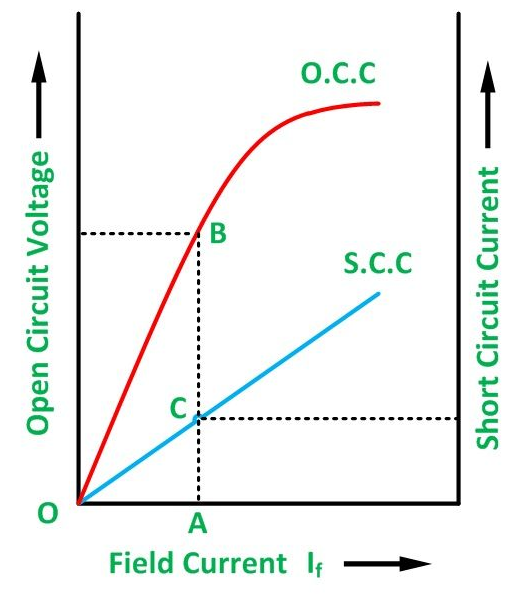 O.C.C
Open Circuit Voltage
B
S.C.C
Short Circuit Current
C
O
A
Field Current If